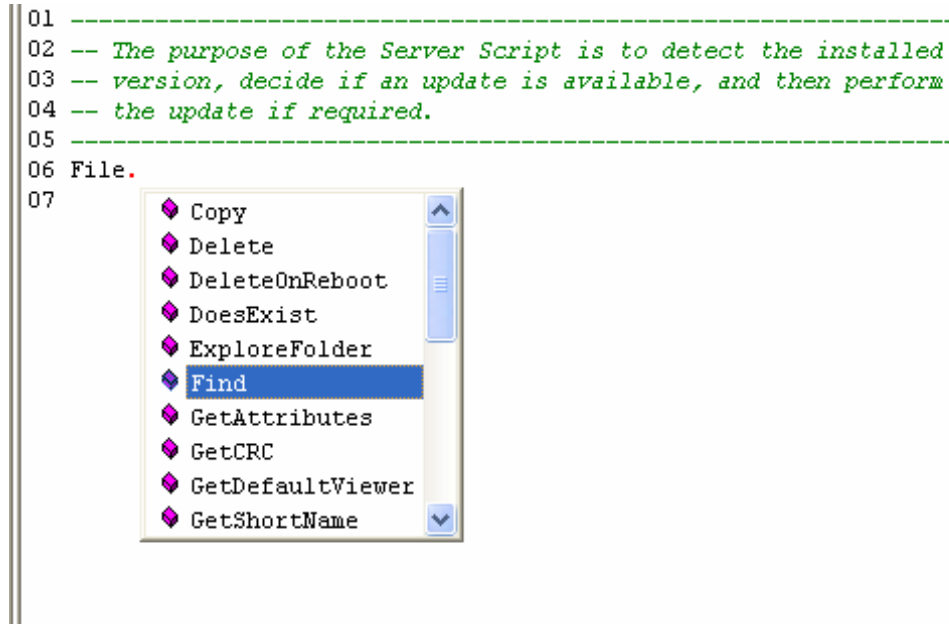 01 --------------------------------------------------------------
02 -- The purpose of the Server Script is to detect the installed
03 -- version, decide if an update is available, and then perform
04 -- the update if required.
05 --------------------------------------------------------------
06 File.
07
Copy
Delete
DeleteOnReboot
DoesExist
ExploreFolder
Find
GetAttributes
GetCRC
GetDefaultViewer
GetShortName